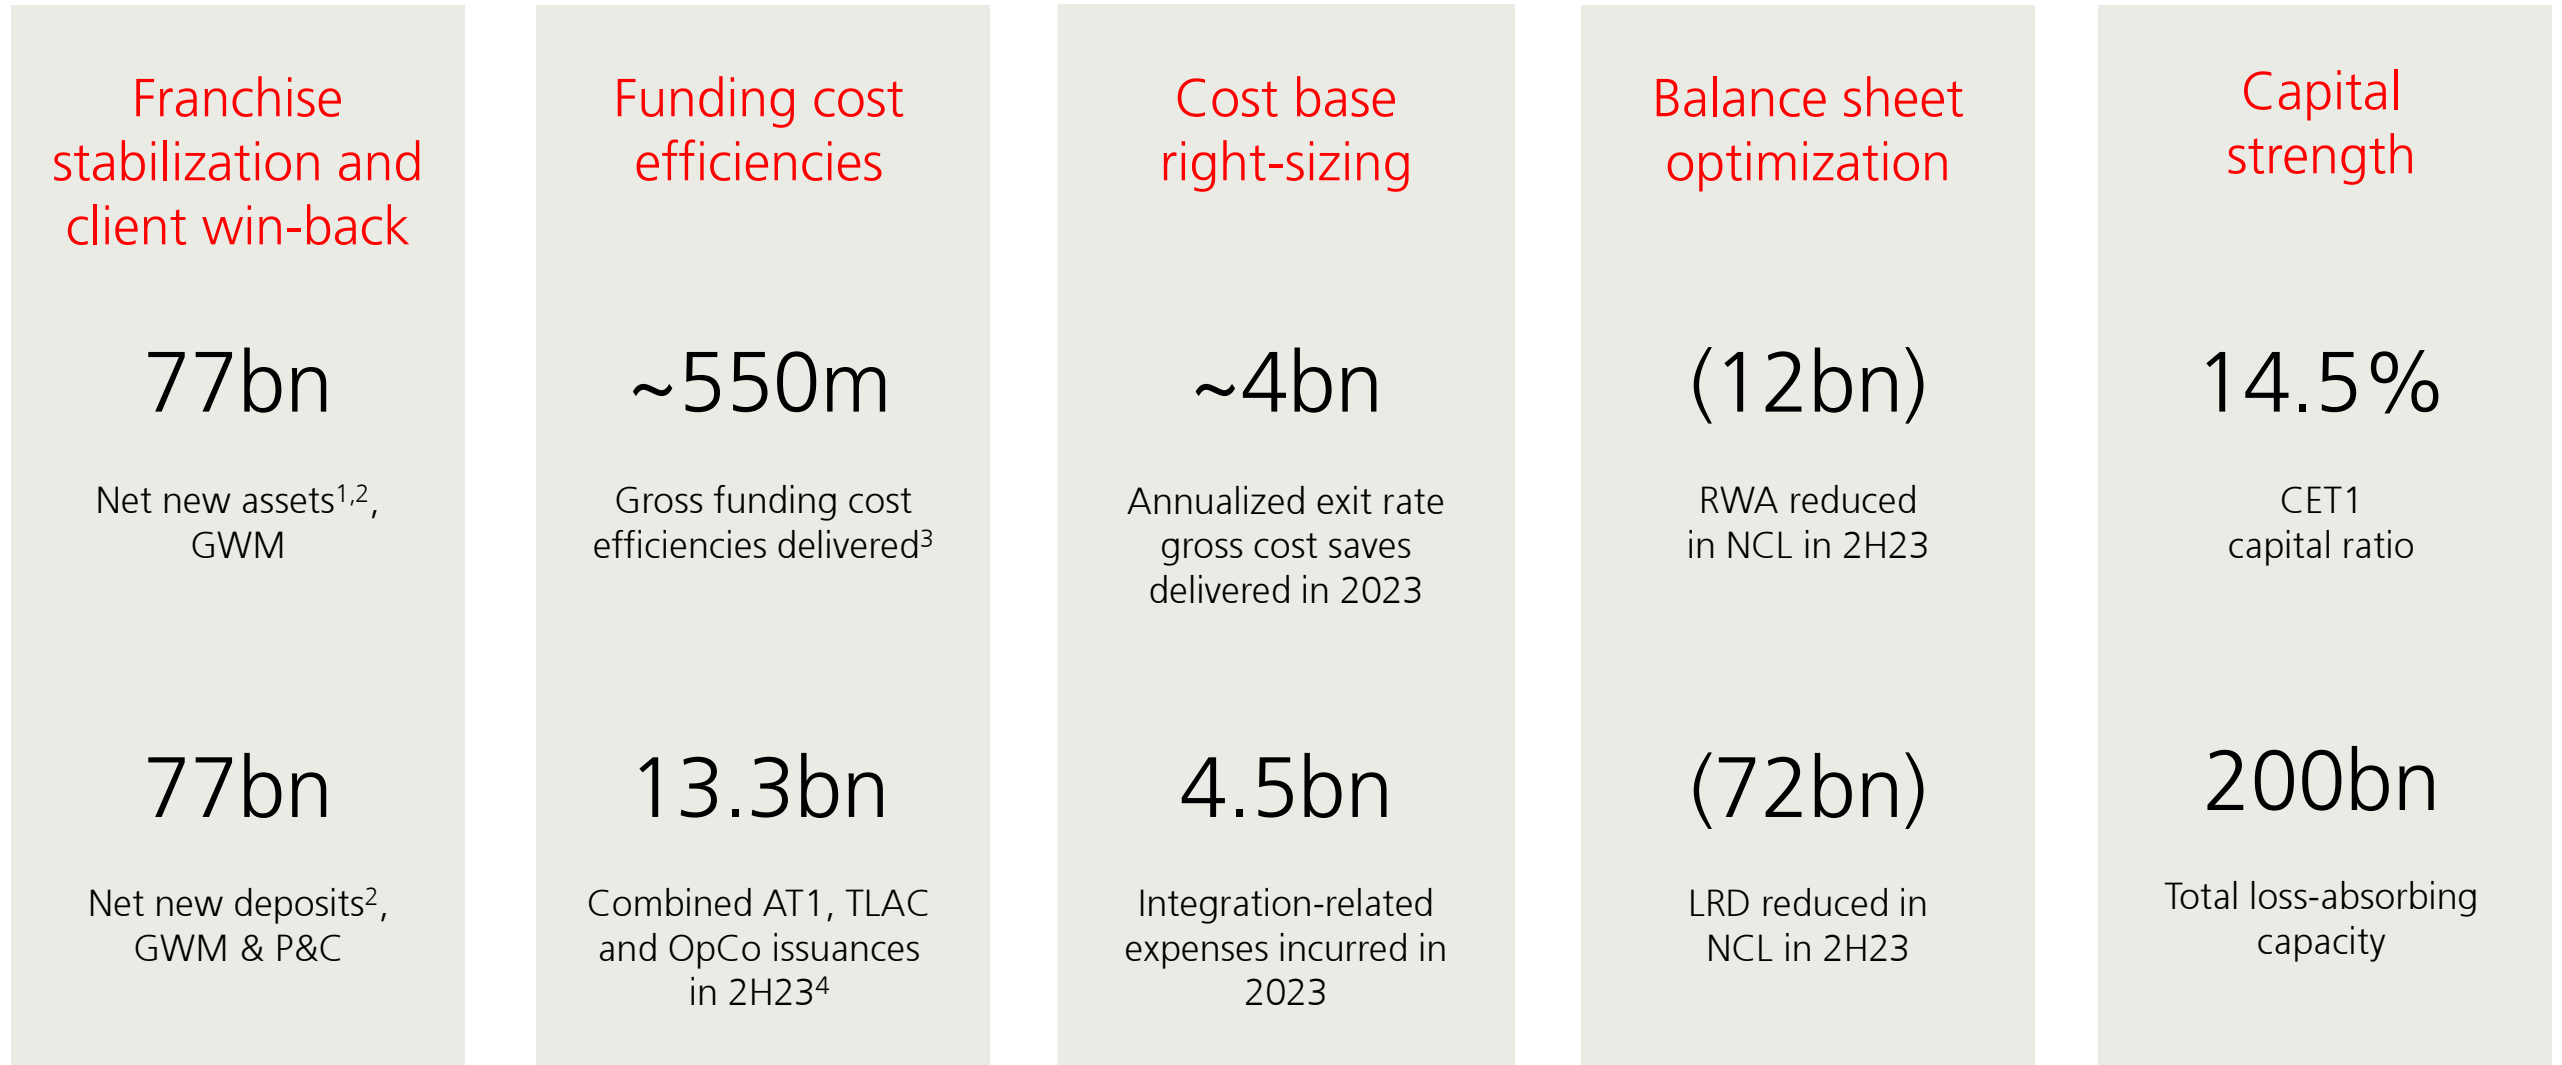 Franchise
stabilization and
client win-back
77bn
Net new assets1,2,
GWM
77bn
Net new deposits2,
GWM & P&C
Funding cost
efficiencies
~550m
Gross funding cost
efficiencies delivered3
13.3bn
Combined AT1, TLAC
and OpCo issuances
in 2H234
Cost base
right-sizing
~4bn
Annualized exit rate
gross cost saves
delivered in 2023
4.5bn
Integration-related
expenses incurred in
2023
Balance sheet
optimization
(12bn)
RWA reduced
in NCL in 2H23
(72bn)
LRD reduced in
NCL in 2H23
Capital
strength
14.5%
CET1
capital ratio
200bn
Total loss-absorbing
capacity